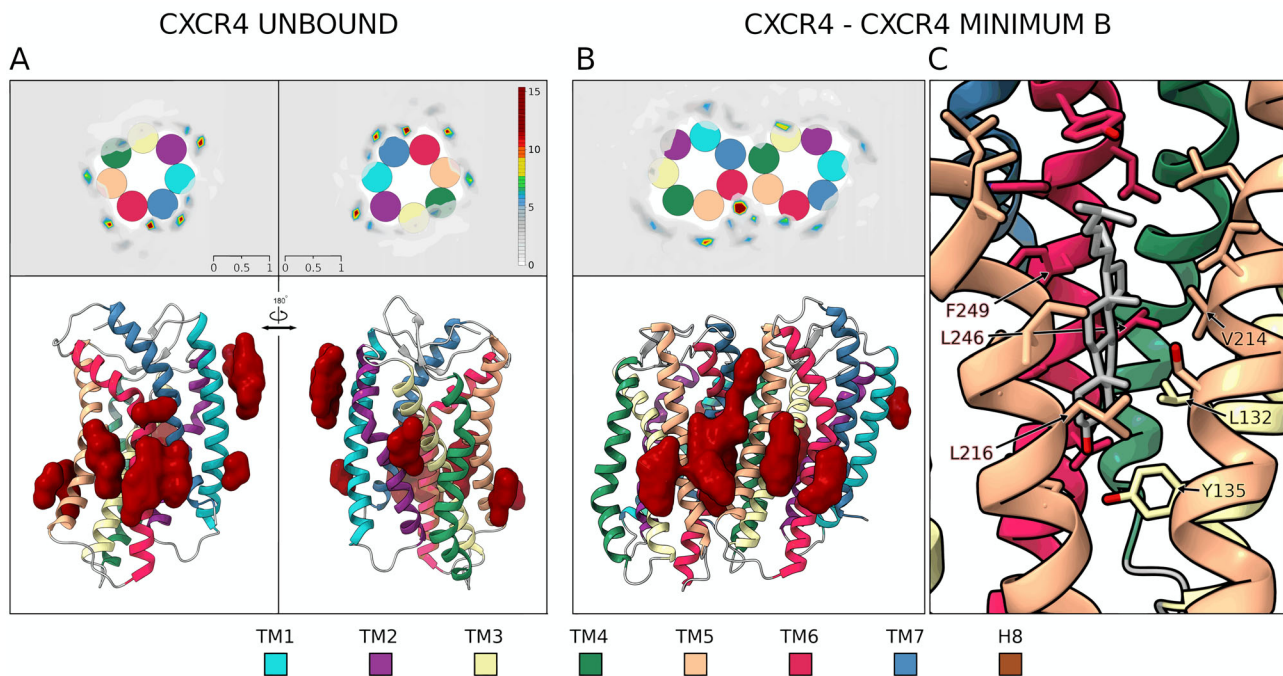 CXCR4 UNBOUND
CXCR4 - CXCR4 MINIMUM B
A
B
C
15
10
5
0
0 0.5 1
0 0.5 1
180°
F249
L246
V214
L132
L216
Y135
TM1 TM2 TM3 TM4 TM5 TM6 TM7 H8